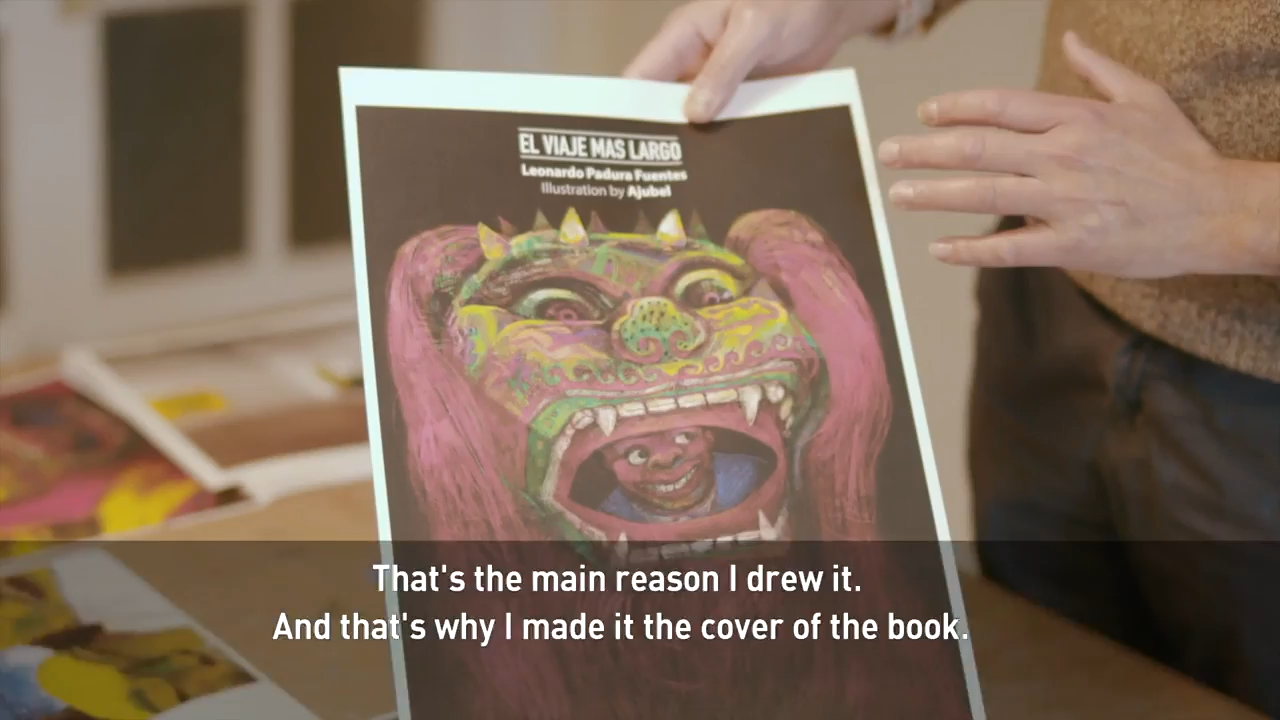 EL VIAJE MAS LARGO
Leonardo Padura Fuentes
Illustration by Ajubel
That's the main reason I drew it.
And that's why I made it the cover of the book.